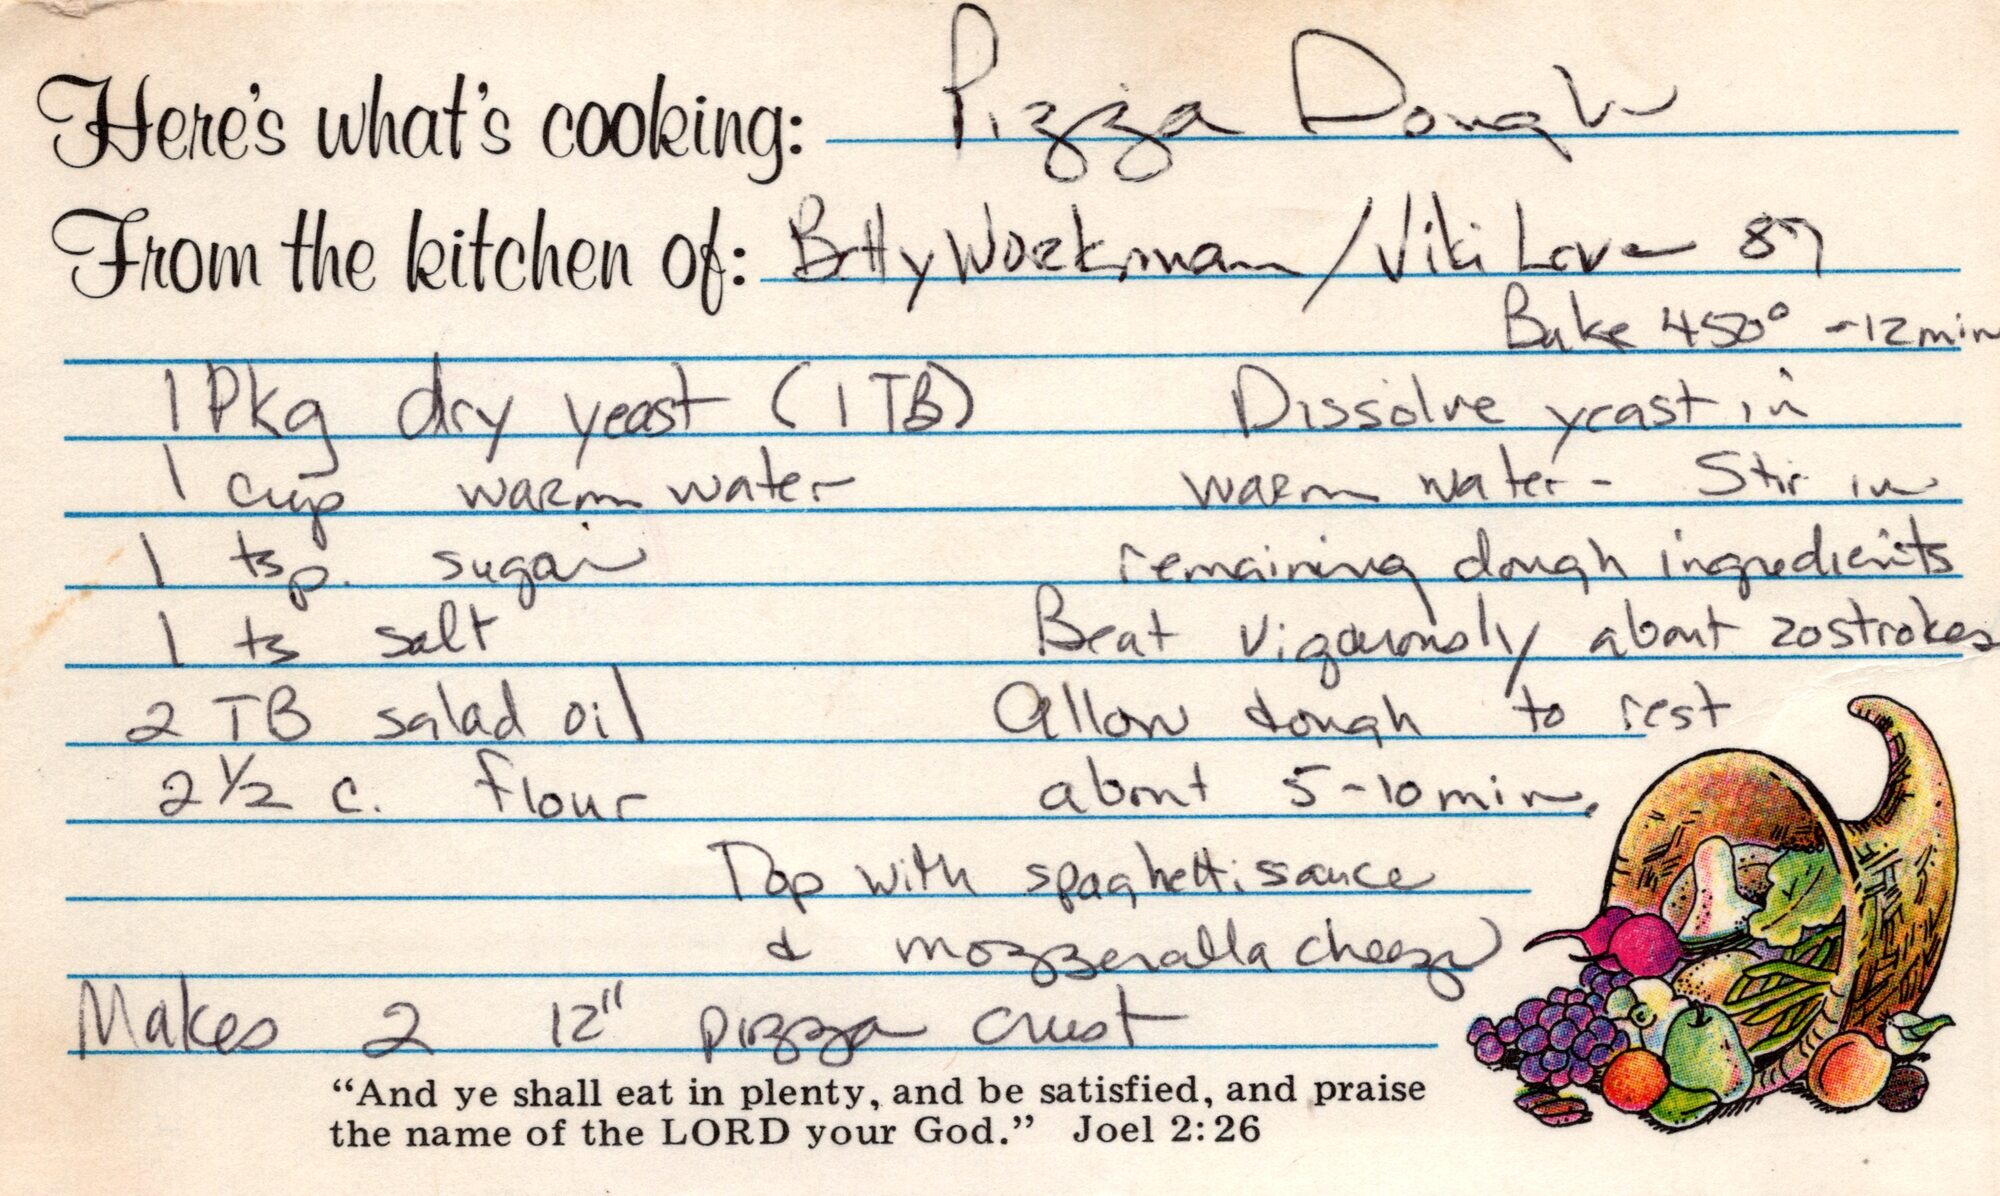 Here's what's cooking: Pizza Dough
From the kitchen of: Betty Workman / Viki Love 87
Bake 450° - 12 min
1 Pkg dry yeast (1 TB)
1 cup warm water
1 tsp. sugar
1 ts salt
2 TB salad oil
2 1/2 c. flour
Dissolve yeast in
warm water - Stir in
remaining dough ingredients
Beat vigorously about 20 strokes
Allow dough to rest
about 5-10 min.
Top with spaghetti sauce
& mozzeralla cheeze
Makes 2 12" pizza crust
“And ye shall eat in plenty, and be satisfied, and praise
the name of the LORD your God.” Joel 2:26